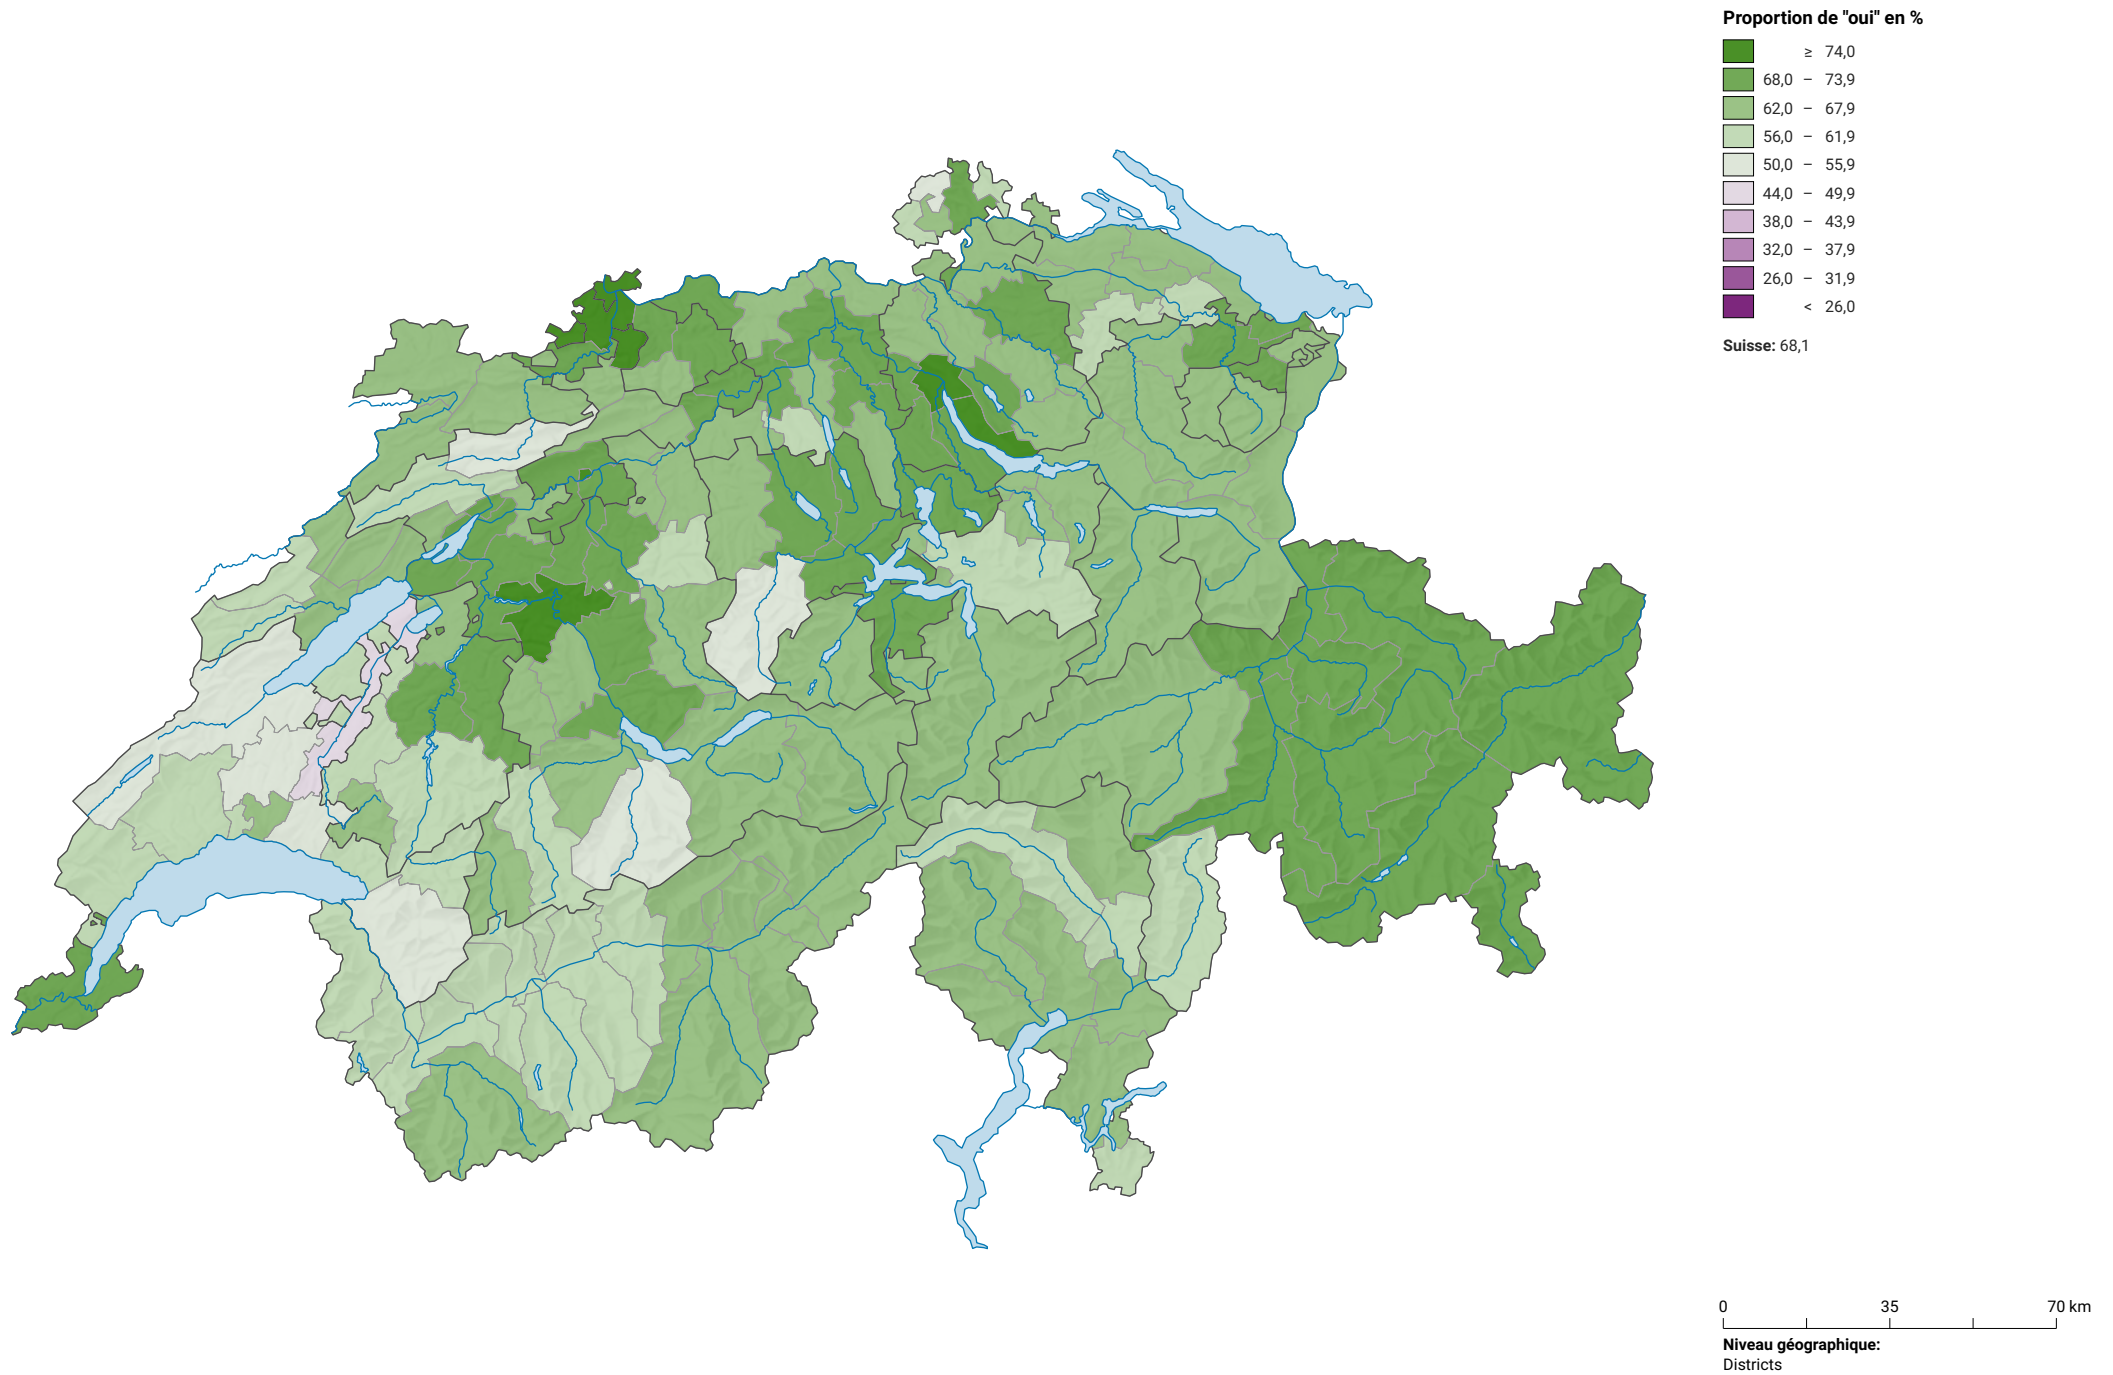 Proportion de "oui" en %
≥ 74,0
68,0 – 73,9
62,0 – 67,9
56,0 – 61,9
50,0 – 55,9
44,0 – 49,9
38,0 – 43,9
32,0 – 37,9
26,0 – 31,9
< 26,0
Suisse: 68,1
0 35 70 km
Niveau géographique:
Districts